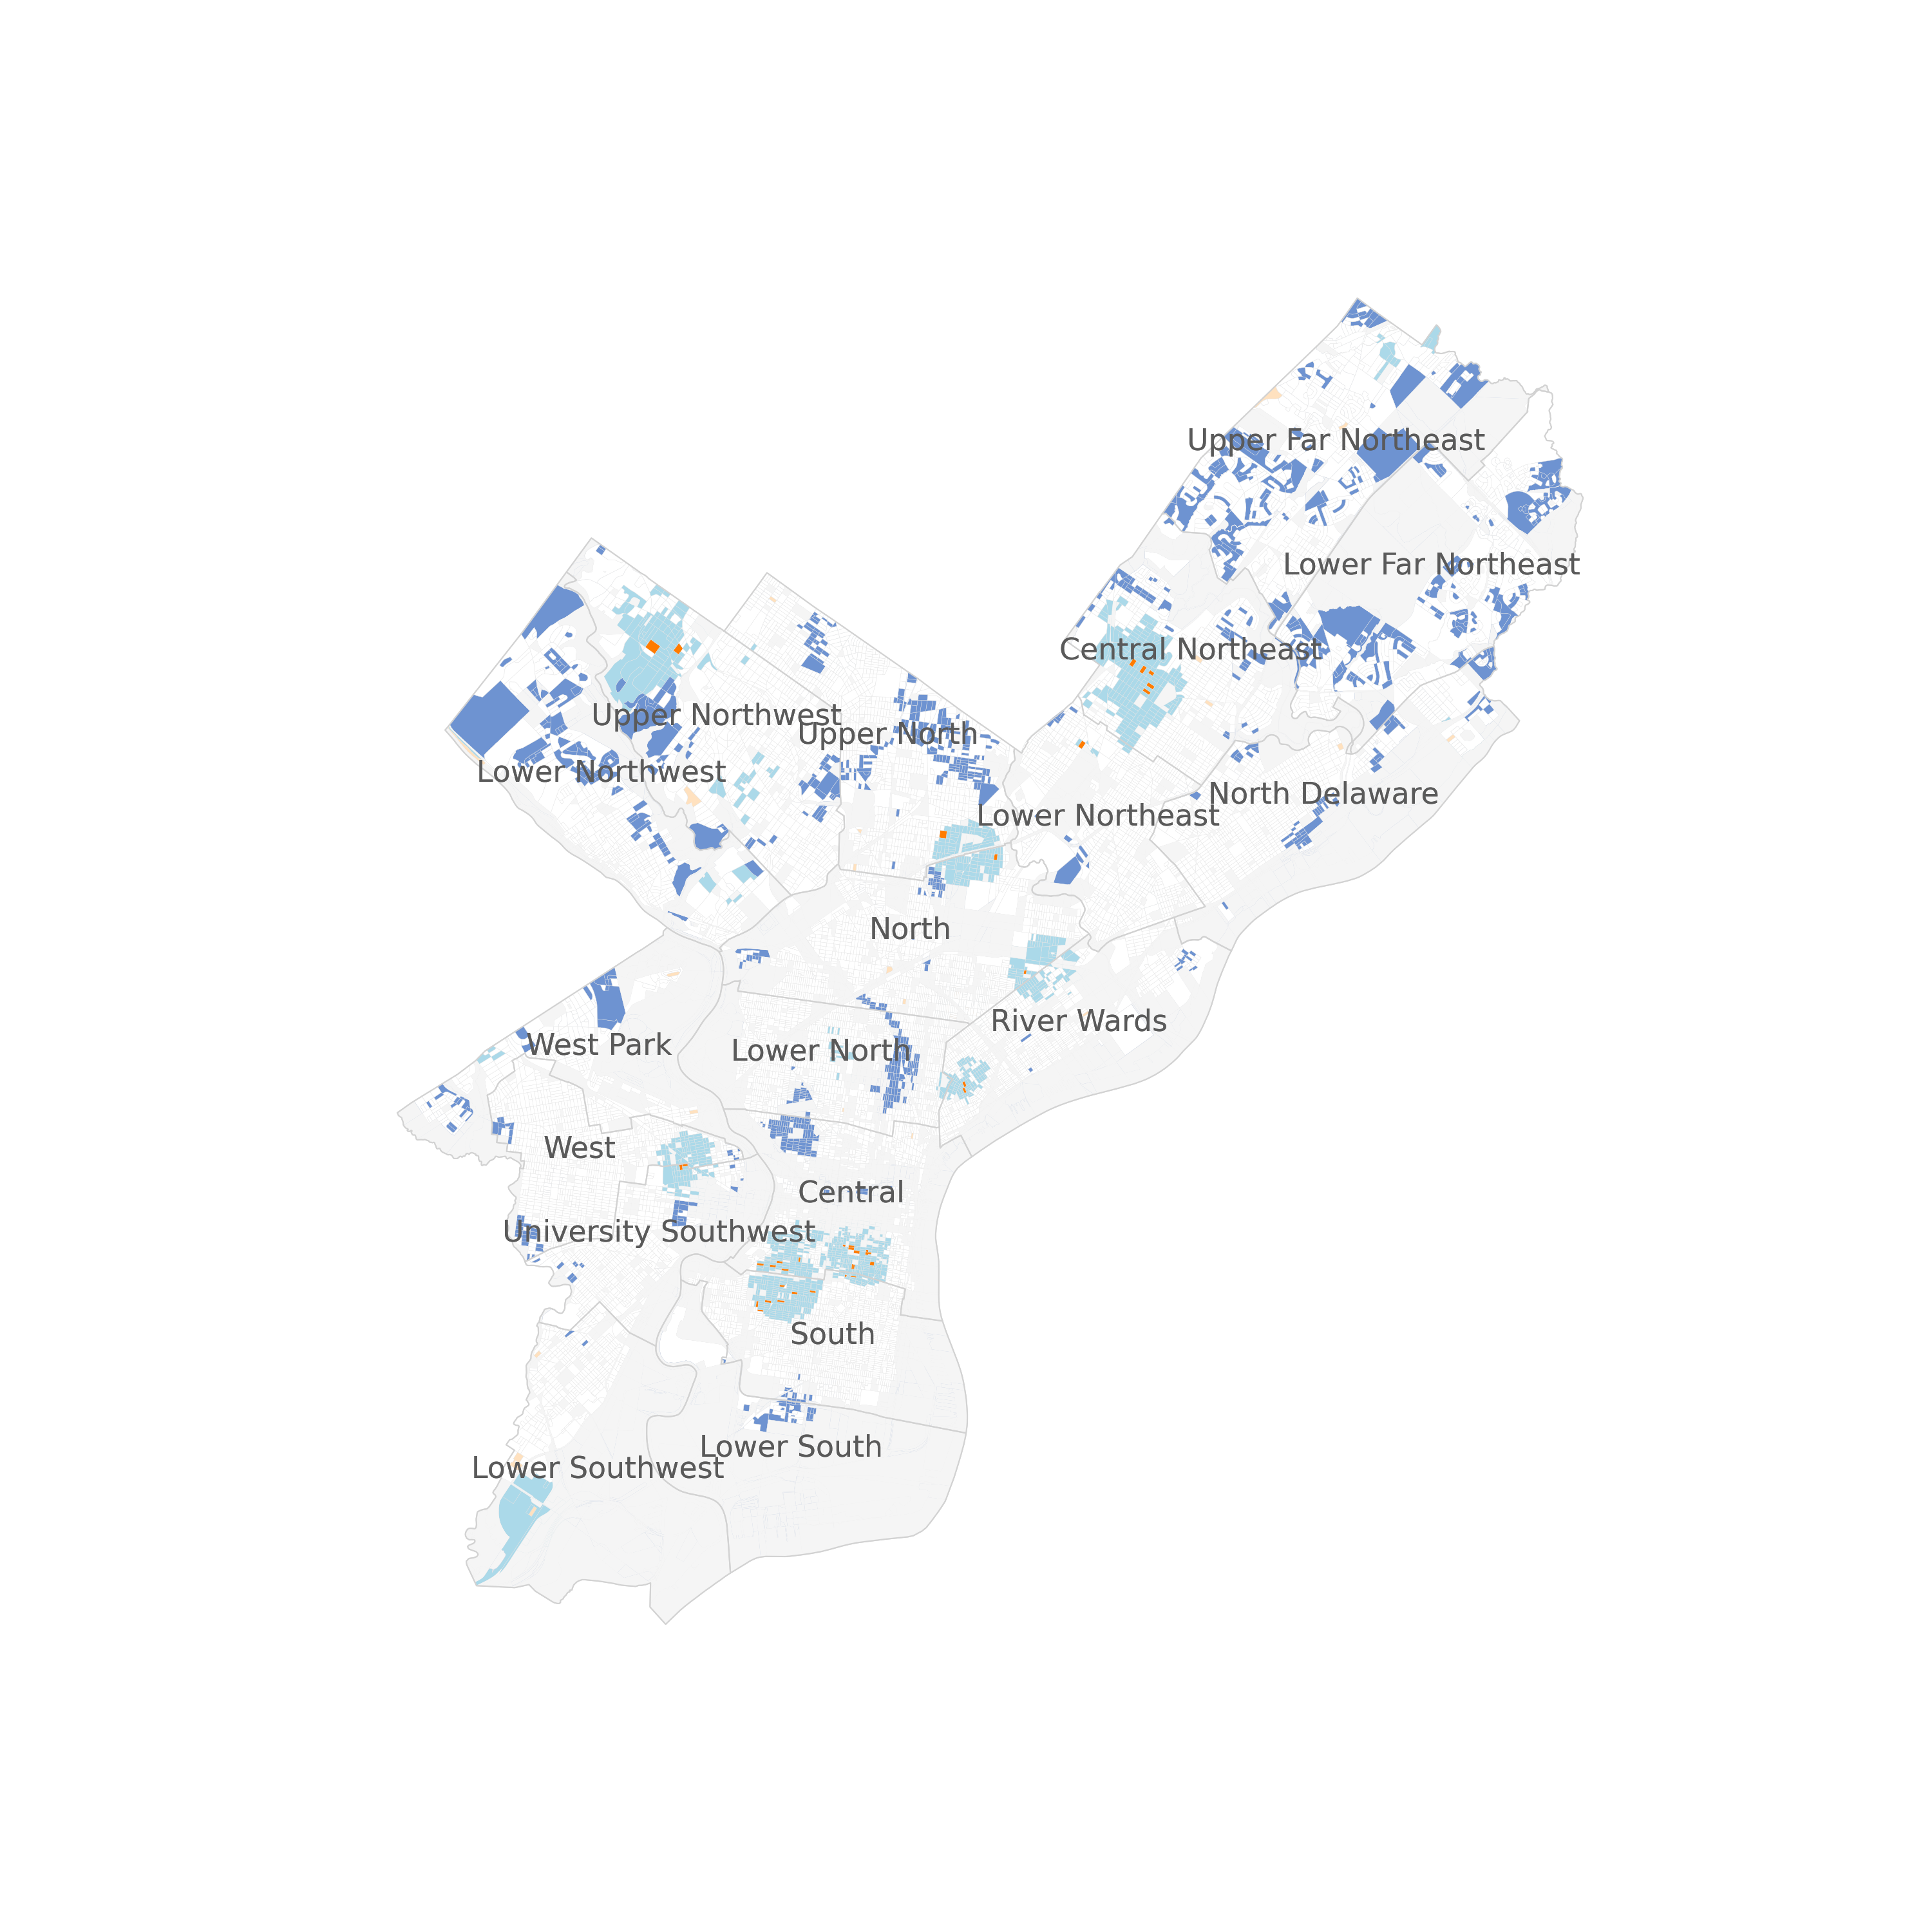 Upper Far Northeast
Lower Far Northeast
Central Northeast
Upper Northwest
Upper North
Lower Northwest
North Delaware
Lower Northeast
North
River Wards
West Park
Lower North
West
Central
University Southwest
South
Lower South
Lower Southwest